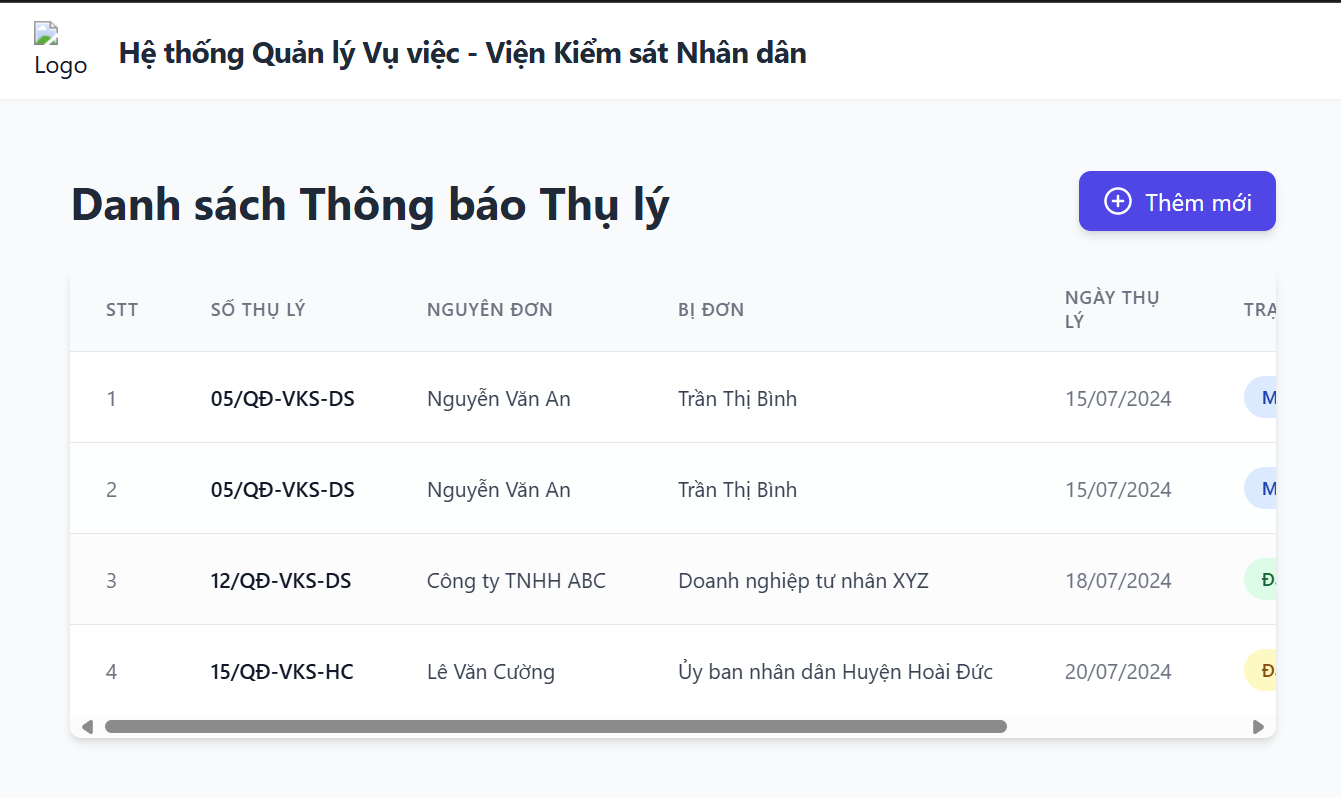 Logo
Hệ thống Quản lý Vụ việc - Viện Kiểm sát Nhân dân
Danh sách Thông báo Thụ lý
Thêm mới
STT SỐ THỤ LÝ NGUYÊN ĐƠN BỊ ĐƠN NGÀY THỤ LÝ
1 05/QĐ-VKS-DS Nguyễn Văn An Trần Thị Bình 15/07/2024
2 05/QĐ-VKS-DS Nguyễn Văn An Trần Thị Bình 15/07/2024
3 12/QĐ-VKS-DS Công ty TNHH ABC Doanh nghiệp tư nhân XYZ 18/07/2024
4 15/QĐ-VKS-HC Lê Văn Cường Ủy ban nhân dân Huyện Hoài Đức 20/07/2024